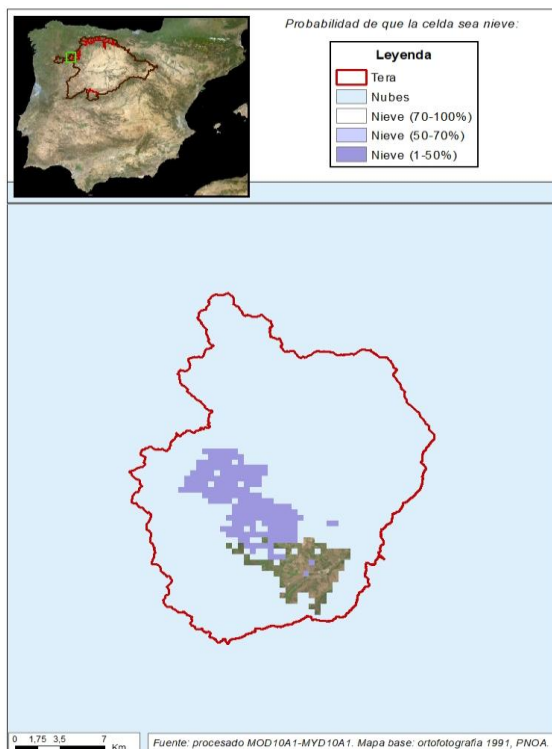 Probabilidad de que la celda sea nieve:
Leyenda
Tera
Nubes
Nieve (70-100%)
Nieve (50-70%)
Nieve (1-50%)
0 1,75 3,5 7
Km
Fuente: procesado MOD10A1-MYD10A1. Mapa base: ortofotografia 1991, PNOA.